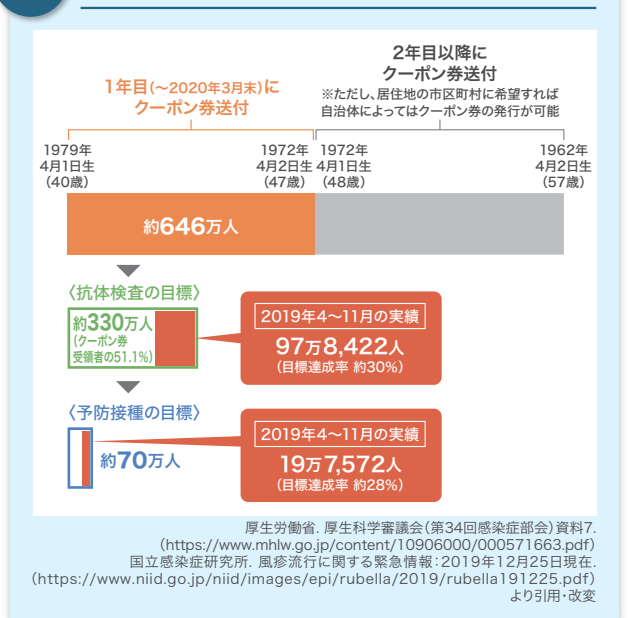 2年目以降に
クーポン券送付
※ただし、居住地の市区町村に希望すれば
自治体によってはクーポン券の発行が可能
1年目(～2020年3月末)に
クーポン券送付
1979年
4月1日生
(40歳)
1972年
4月2日生
(47歳)
1972年
4月1日生
(48歳)
1962年
4月2日生
(57歳)
約646万人
〈抗体検査の目標〉
約330万人
(クーポン券
受領者の51.1%)
2019年4～11月の実績
97万8,422人
(目標達成率 約30%)
〈予防接種の目標〉
約70万人
2019年4～11月の実績
19万7,572人
(目標達成率 約28%)
厚生労働省. 厚生科学審議会(第34回感染症部会)資料7.
(https://www.mhlw.go.jp/content/10906000/000571663.pdf)
国立感染症研究所. 風疹流行に関する緊急情報:2019年12月25日現在.
(https://www.niid.go.jp/niid/images/epi/rubella/2019/rubella191225.pdf)
より引用・改変